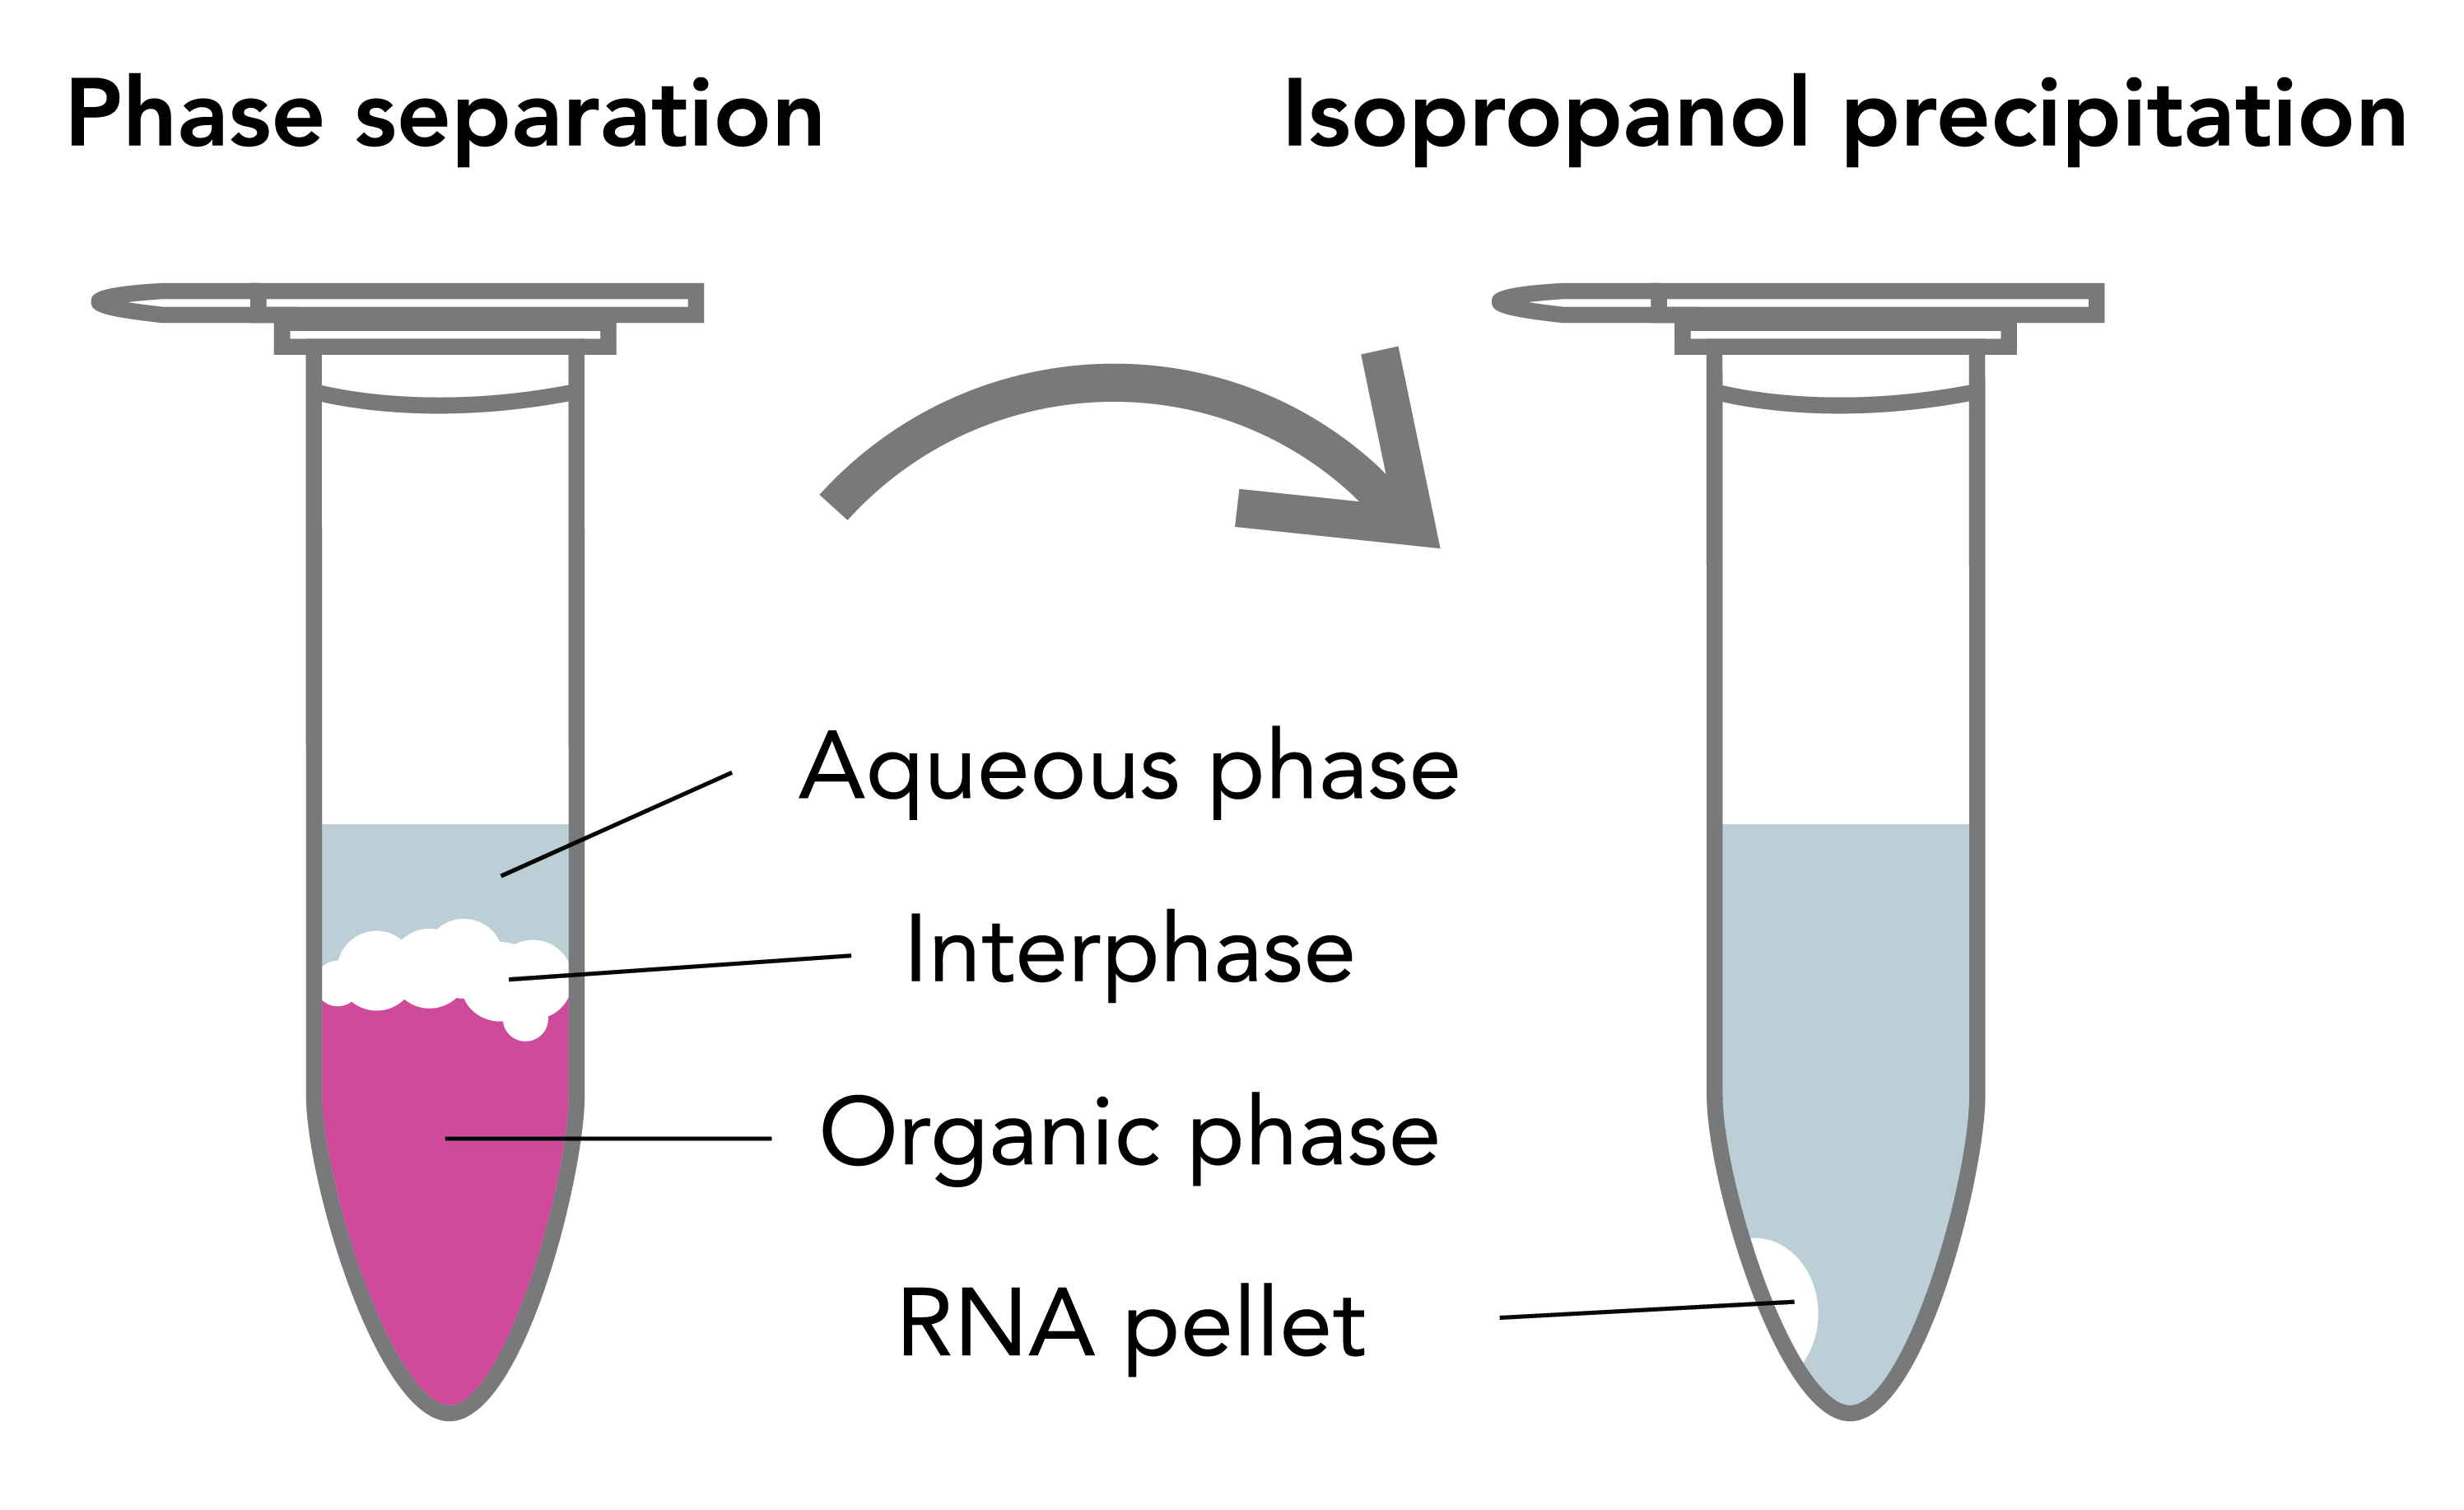 Phase separation
Isopropanol precipitation
Aqueous phase
Interphase
Organic phase
RNA pellet